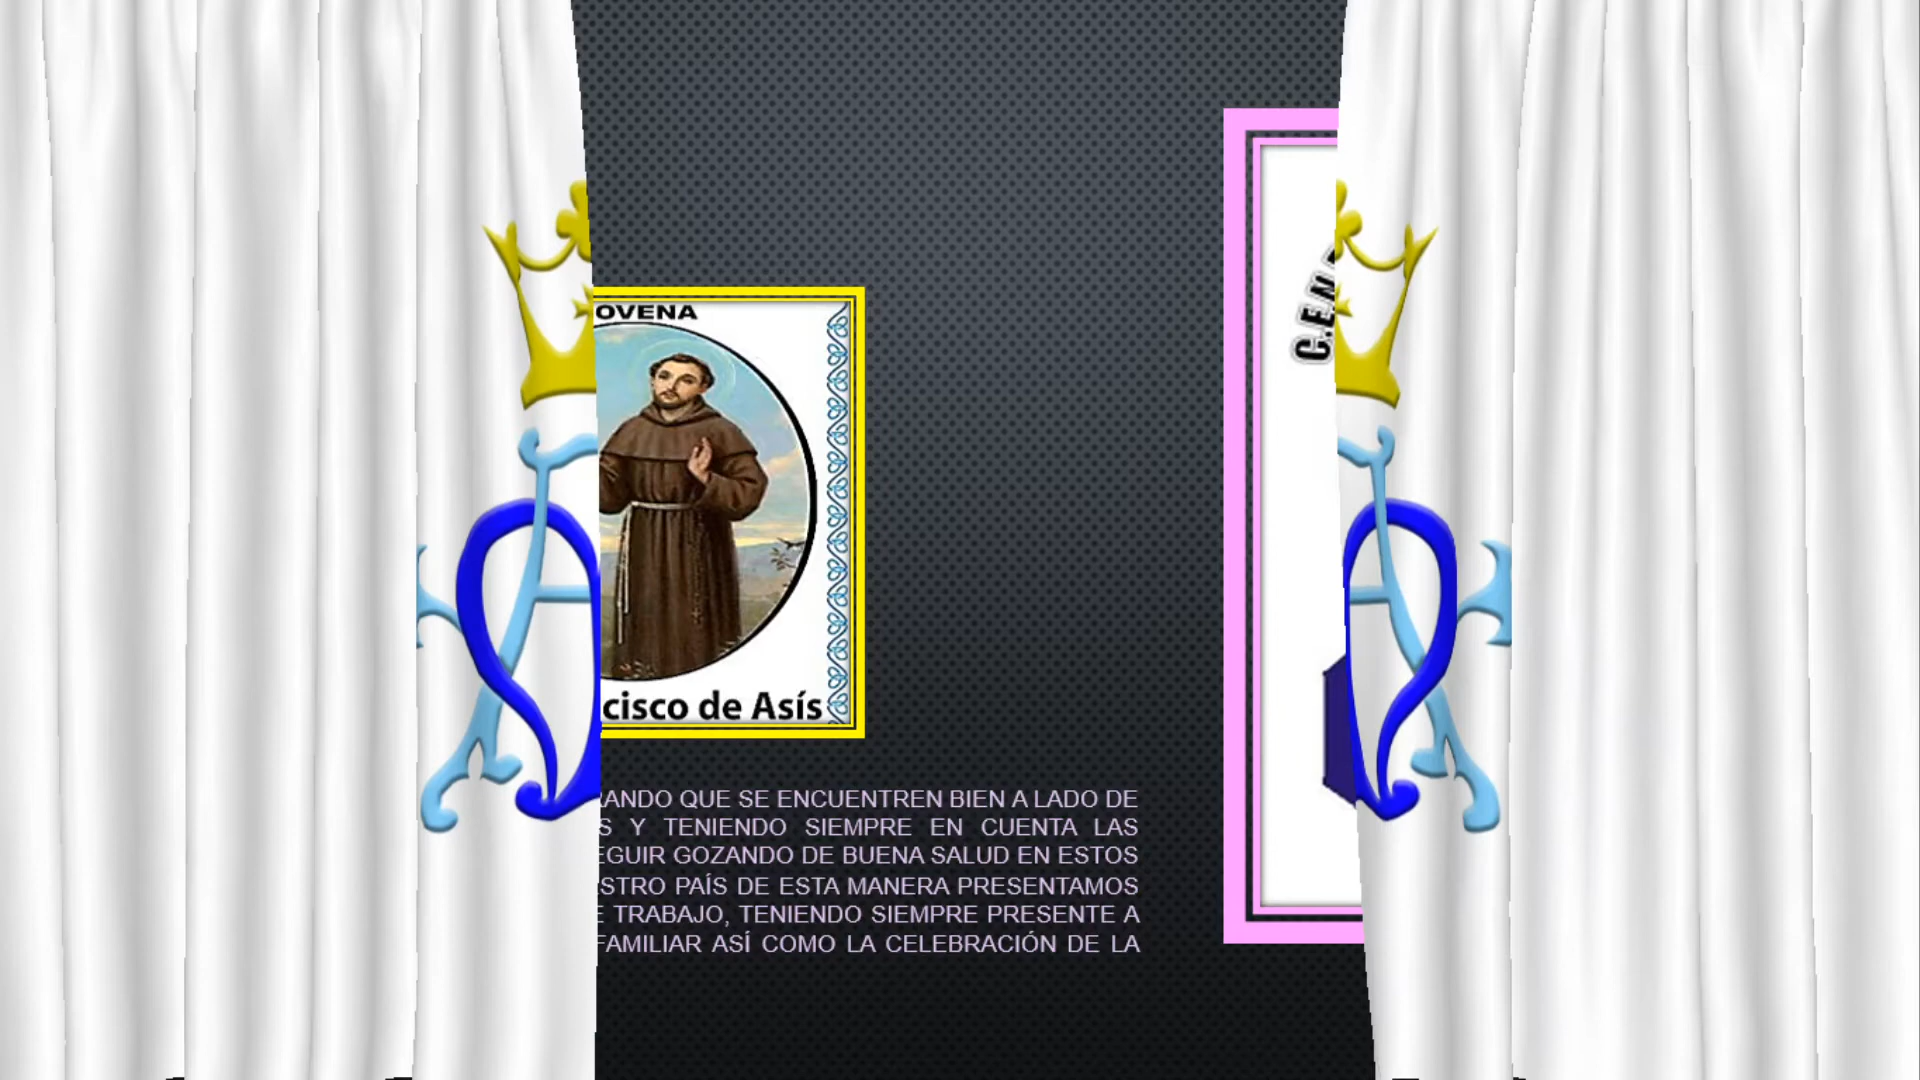 OVENA
C.E.M.
cisco de Asís
ANDO QUE SE ENCUENTREN BIEN A LADO DE
S Y TENIENDO SIEMPRE EN CUENTA LAS
EGUIR GOZANDO DE BUENA SALUD EN ESTOS
STRO PAÍS DE ESTA MANERA PRESENTAMOS
E TRABAJO, TENIENDO SIEMPRE PRESENTE A
FAMILIAR ASÍ COMO LA CELEBRACIÓN DE LA